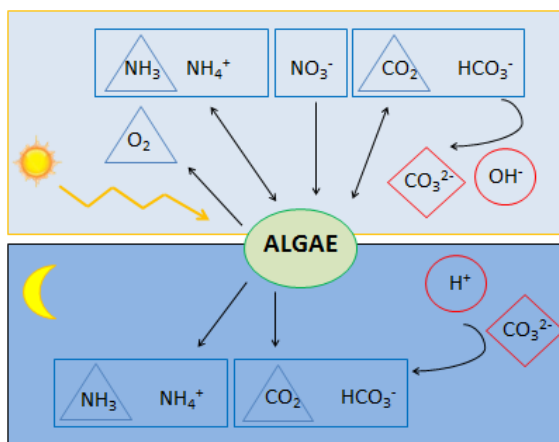 NH₃ NH₄⁺ NO₃⁻ CO₂ HCO₃⁻
O₂
CO₃²⁻ OH⁻
ALGAE
H⁺
CO₃²⁻
NH₃ NH₄⁺ CO₂ HCO₃⁻